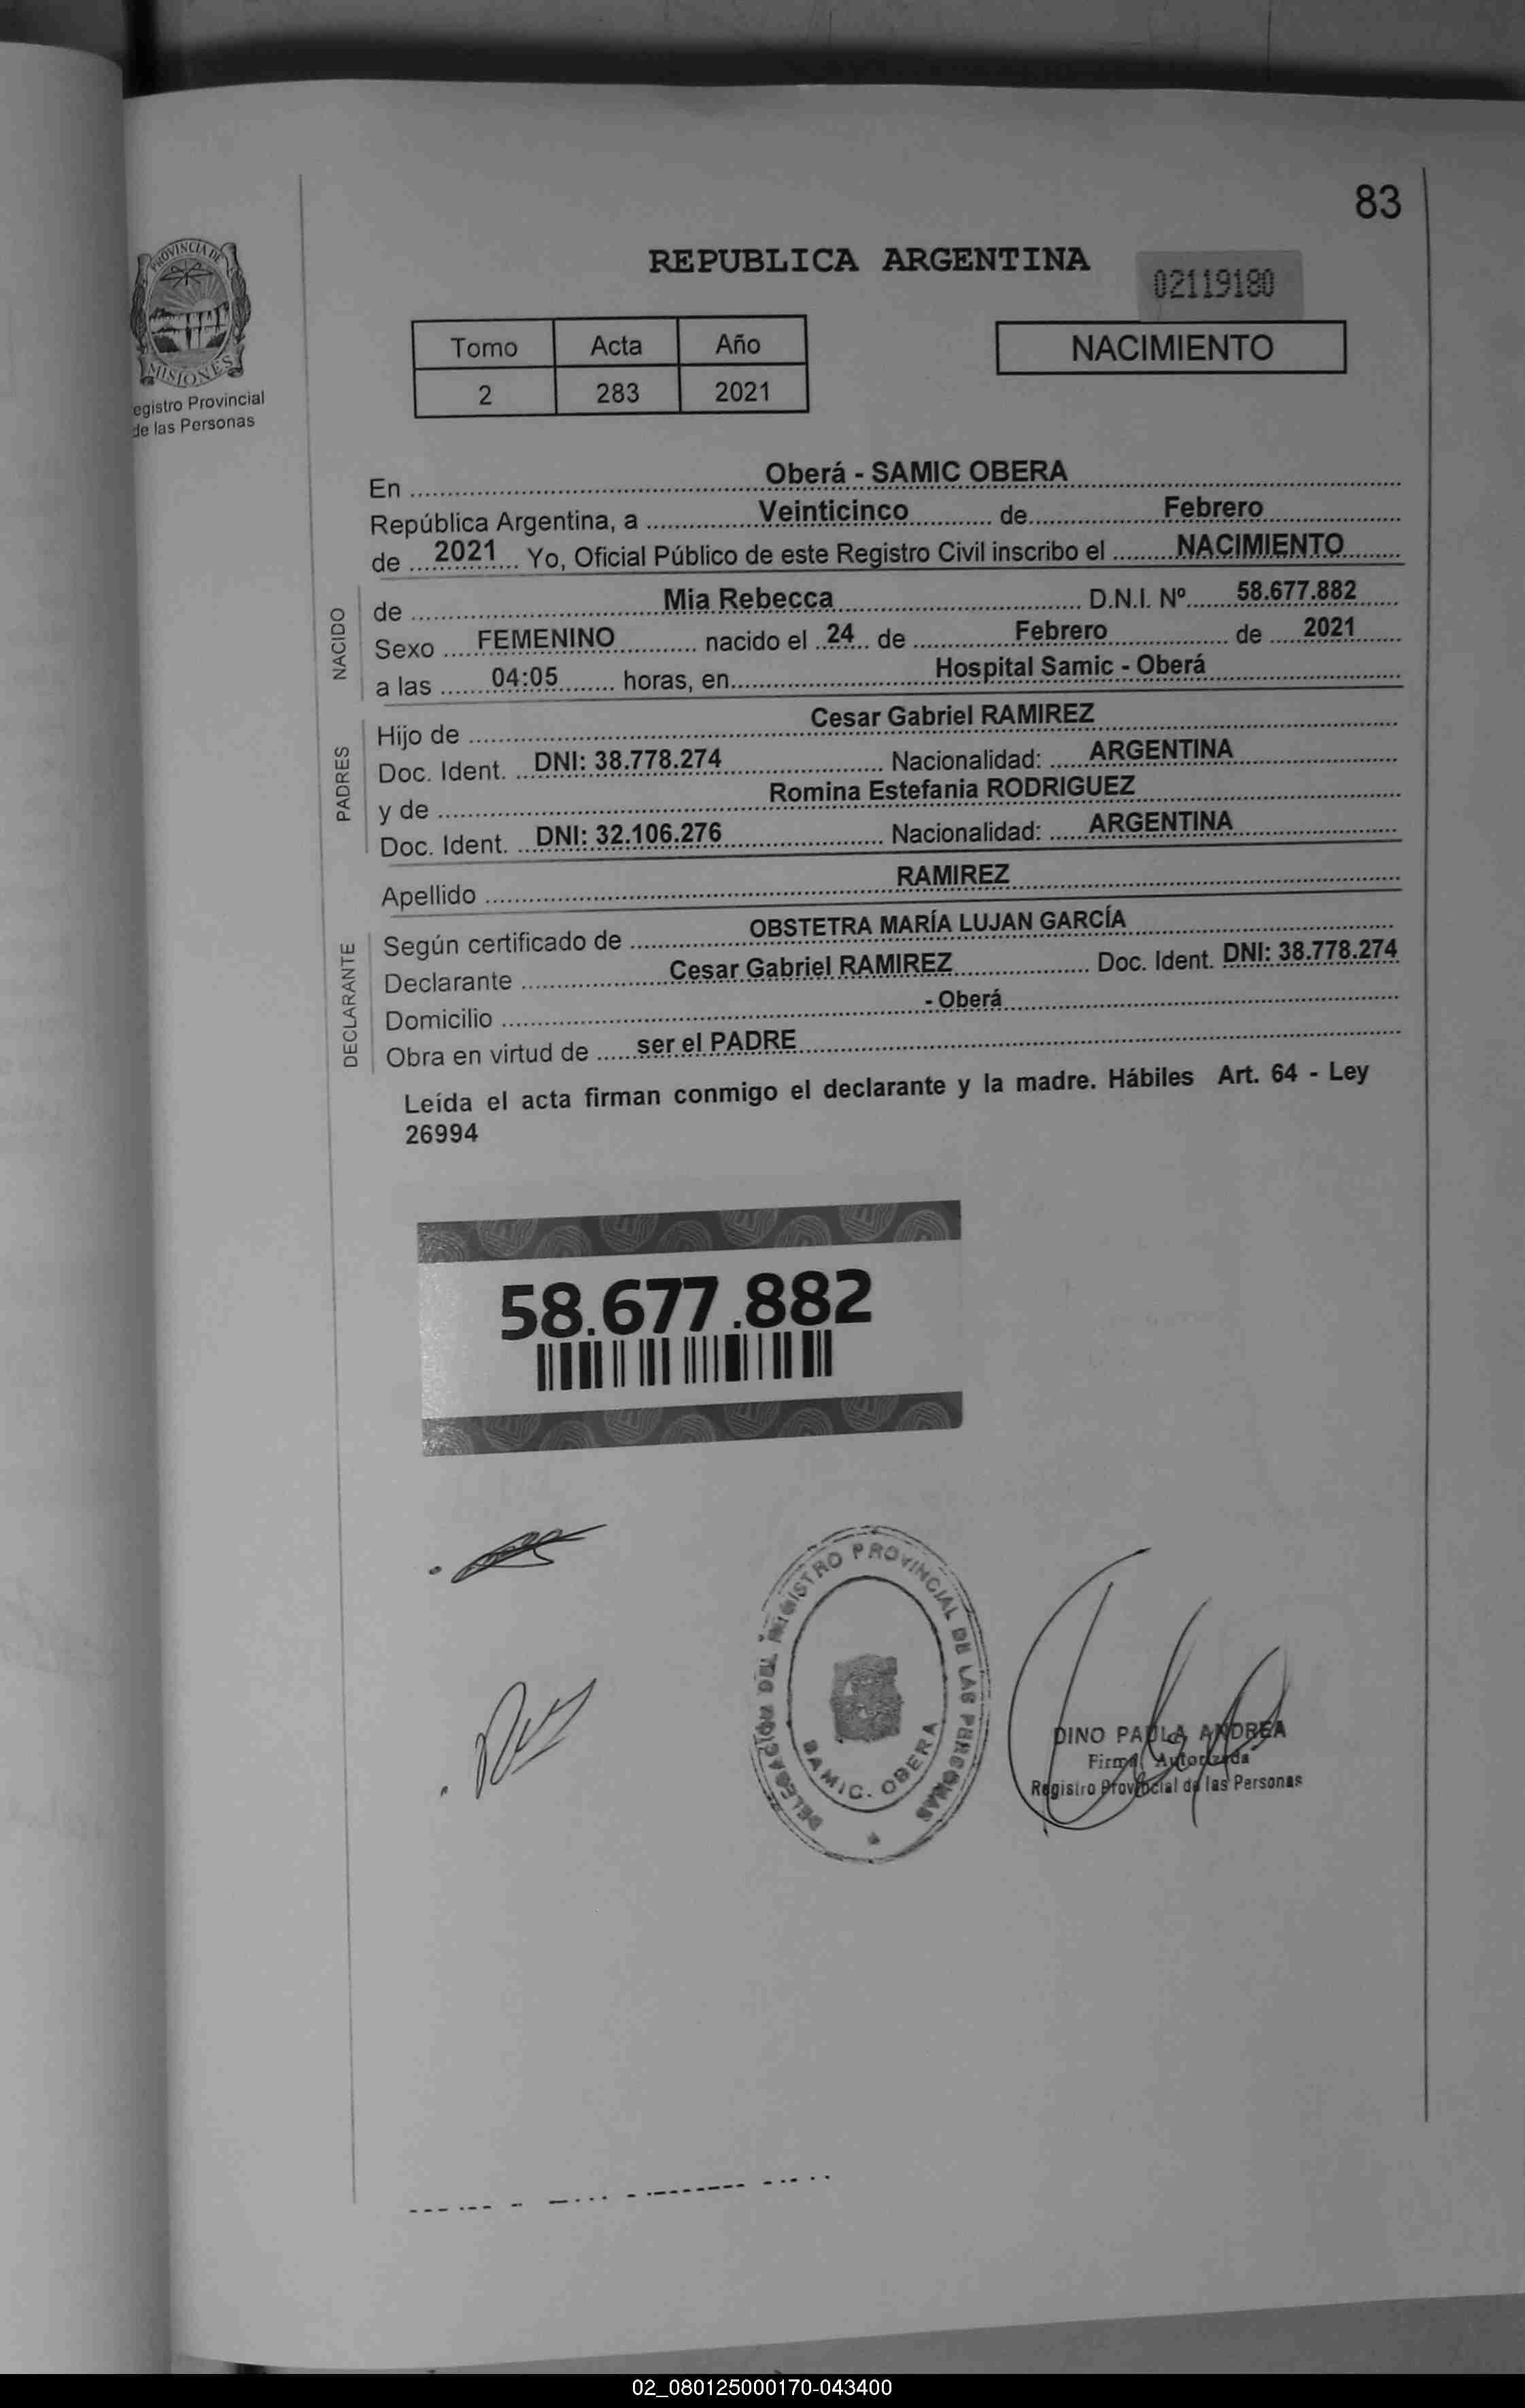 83
PROVINCIA DE
MISIONES
egistro Provincial
de las Personas
REPUBLICA ARGENTINA
02119180
Tomo Acta Año
2 283 2021
NACIMIENTO
En Oberá - SAMIC OBERA
República Argentina, a Veinticinco de Febrero
de 2021 Yo, Oficial Público de este Registro Civil inscribo el NACIMIENTO
NACIDO
de Mia Rebecca D.N.I. Nº 58.677.882
Sexo FEMENINO nacido el 24 de Febrero de 2021
a las 04:05 horas, en Hospital Samic - Oberá
PADRES
Hijo de Cesar Gabriel RAMIREZ
Doc. Ident. DNI: 38.778.274 Nacionalidad: ARGENTINA
y de Romina Estefania RODRIGUEZ
Doc. Ident. DNI: 32.106.276 Nacionalidad: ARGENTINA
Apellido RAMIREZ
DECLARANTE
Según certificado de OBSTETRA MARÍA LUJAN GARCÍA
Declarante Cesar Gabriel RAMIREZ Doc. Ident. DNI: 38.778.274
Domicilio - Oberá
Obra en virtud de ser el PADRE
Leída el acta firman conmigo el declarante y la madre. Hábiles Art. 64 - Ley
26994
58.677.882
DELEGACIÓN DEL REGISTRO PROVINCIAL DE LAS PERSONAS
SAMIC. OBERA
DINO PAULA ANDREA
Firma Autorizada
Registro Provincial de las Personas
02_080125000170-043400